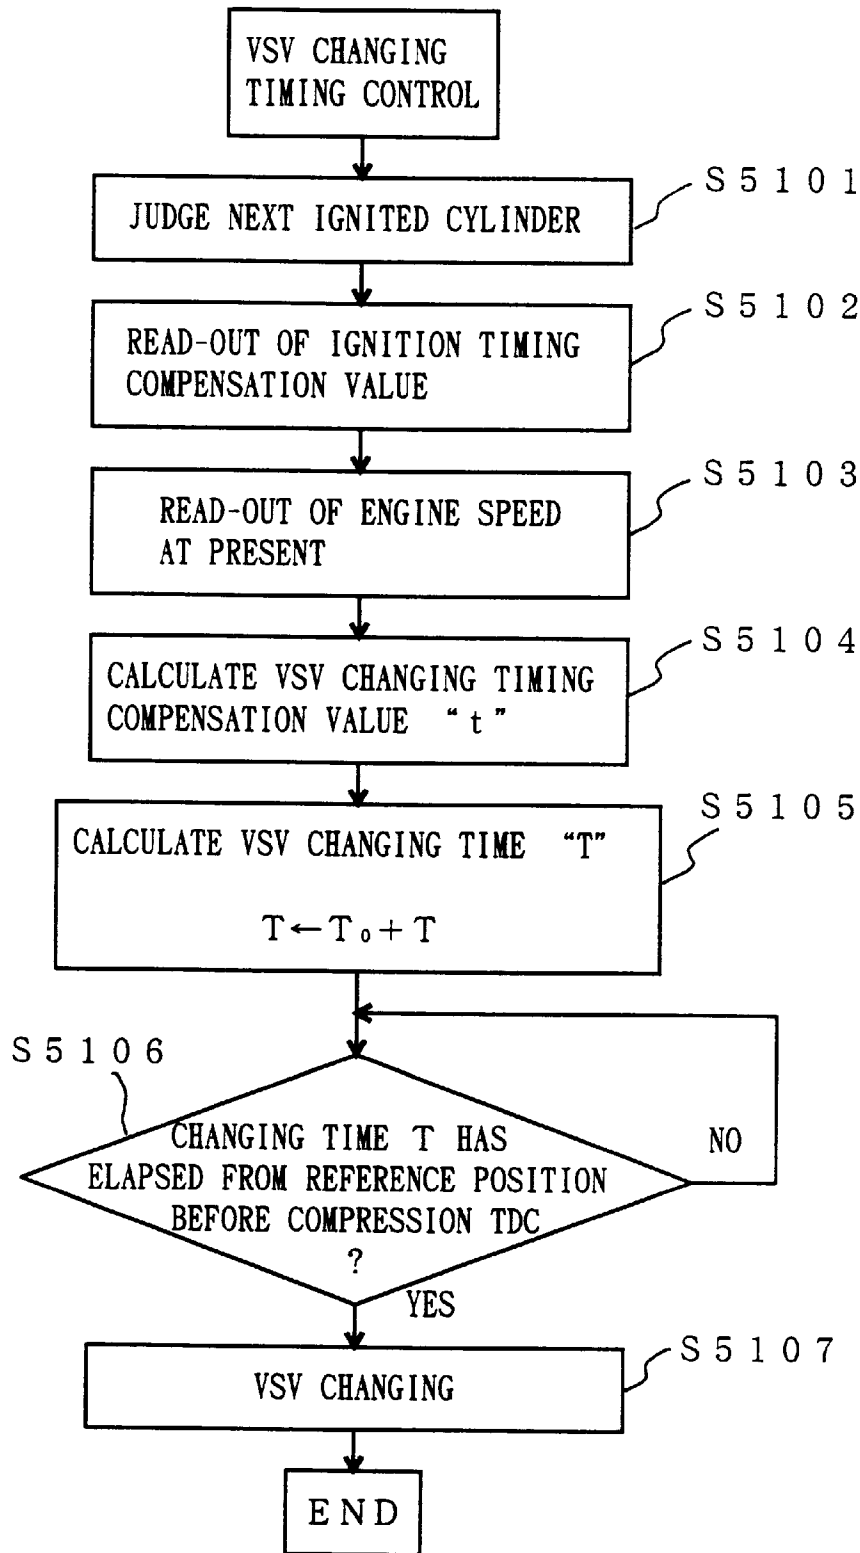 VSV CHANGING
TIMING CONTROL
S5101
JUDGE NEXT IGNITED CYLINDER
S5102
READ-OUT OF IGNITION TIMING
COMPENSATION VALUE
S5103
READ-OUT OF ENGINE SPEED
AT PRESENT
S5104
CALCULATE VSV CHANGING TIMING
COMPENSATION VALUE “t”
S5105
CALCULATE VSV CHANGING TIME “T”
T←T₀+T
S5106
CHANGING TIME T HAS
ELAPSED FROM REFERENCE POSITION
BEFORE COMPRESSION TDC
?
NO
YES
S5107
VSV CHANGING
END